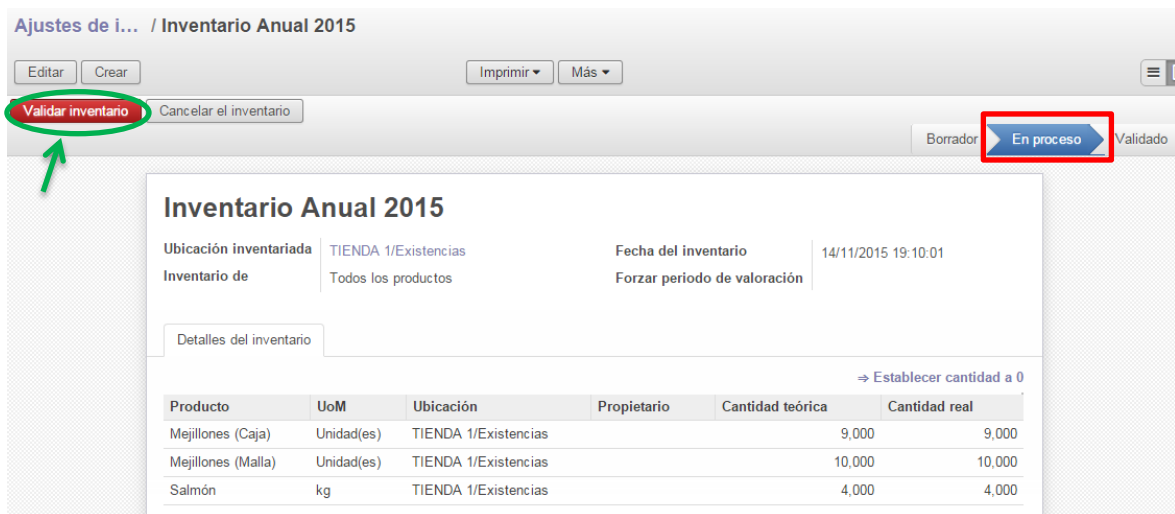 Ajustes de i... / Inventario Anual 2015
Editar Crear Imprimir Más
Validar inventario Cancelar el inventario
Borrador En proceso Validado
Inventario Anual 2015
Ubicación inventariada TIENDA 1/Existencias Fecha del inventario 14/11/2015 19:10:01
Inventario de Todos los productos Forzar periodo de valoración
Detalles del inventario
⇒ Establecer cantidad a 0
Producto UoM Ubicación Propietario Cantidad teórica Cantidad real
Mejillones (Caja) Unidad(es) TIENDA 1/Existencias 9,000 9,000
Mejillones (Malla) Unidad(es) TIENDA 1/Existencias 10,000 10,000
Salmón kg TIENDA 1/Existencias 4,000 4,000